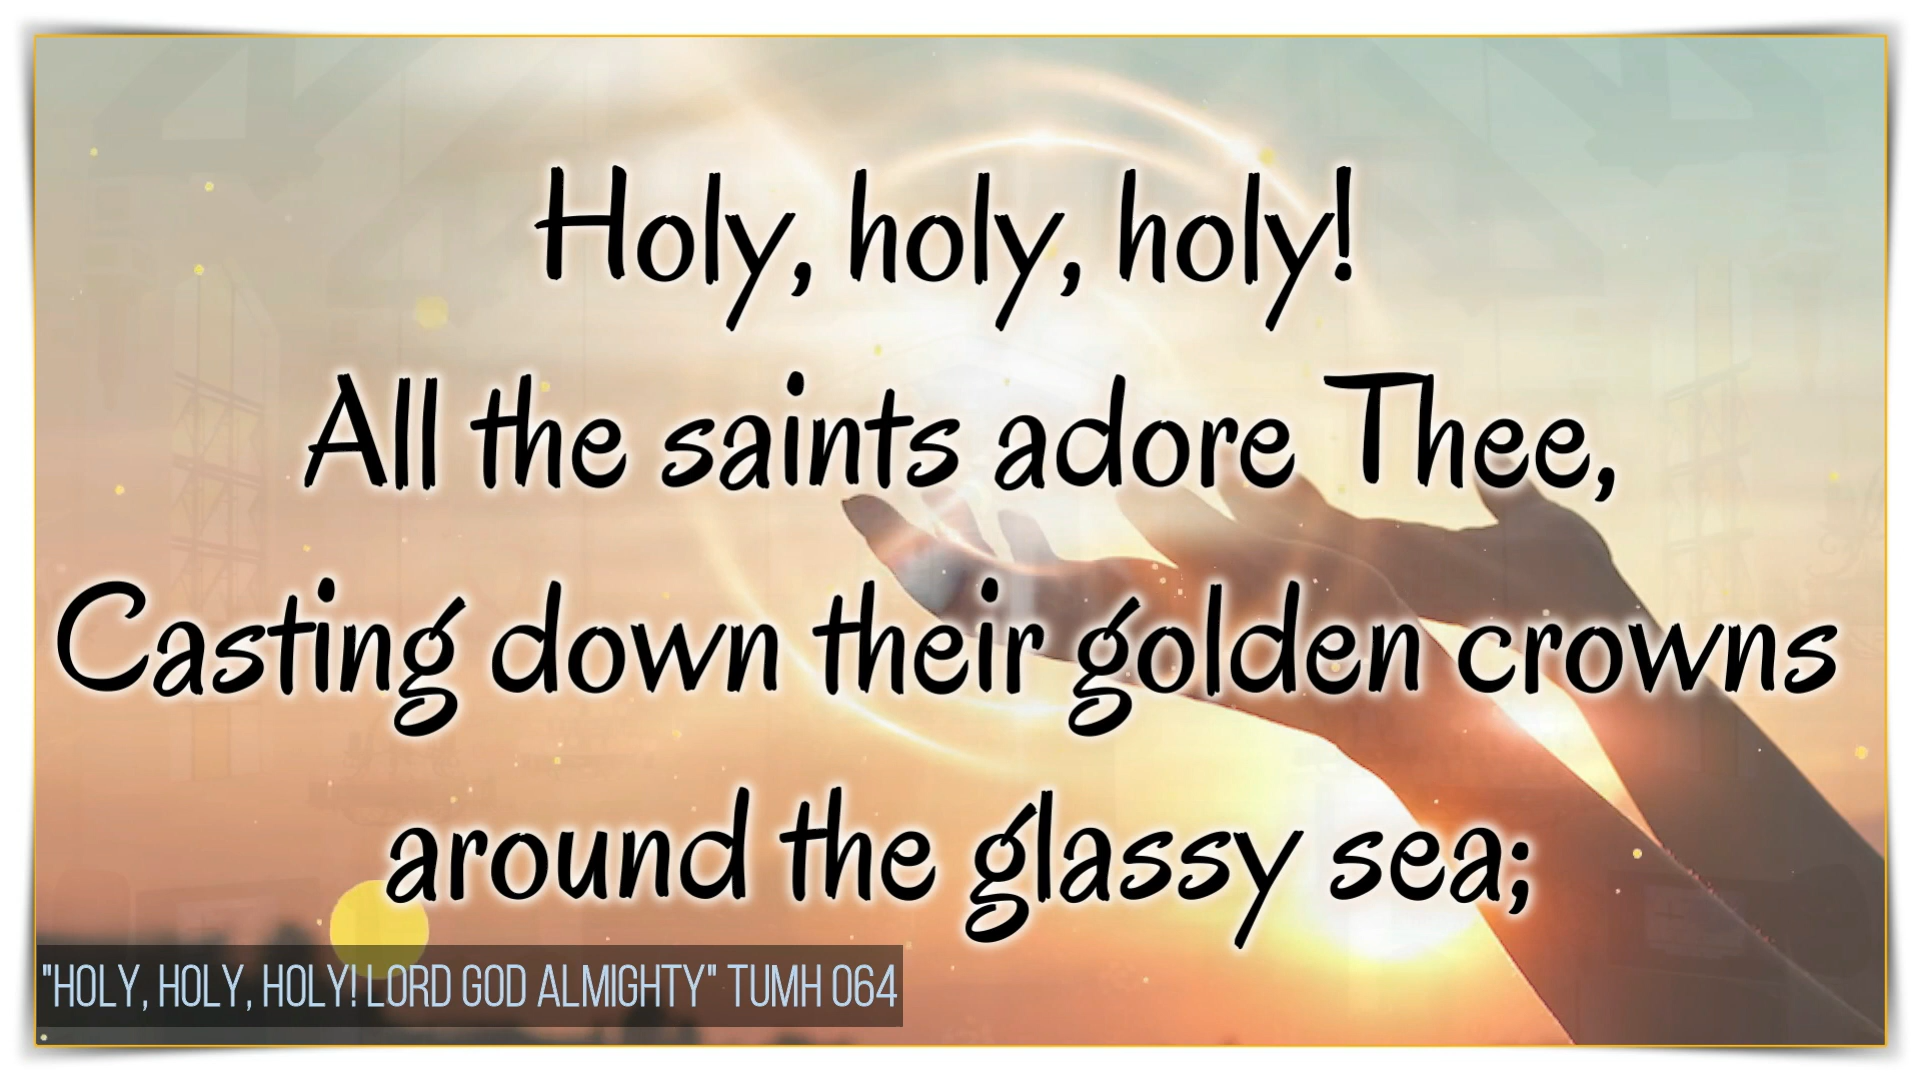 Holy, holy, holy!
All the saints adore Thee,
Casting down their golden crowns
around the glassy sea;
"HOLY, HOLY, HOLY! LORD GOD ALMIGHTY" TUMH 064